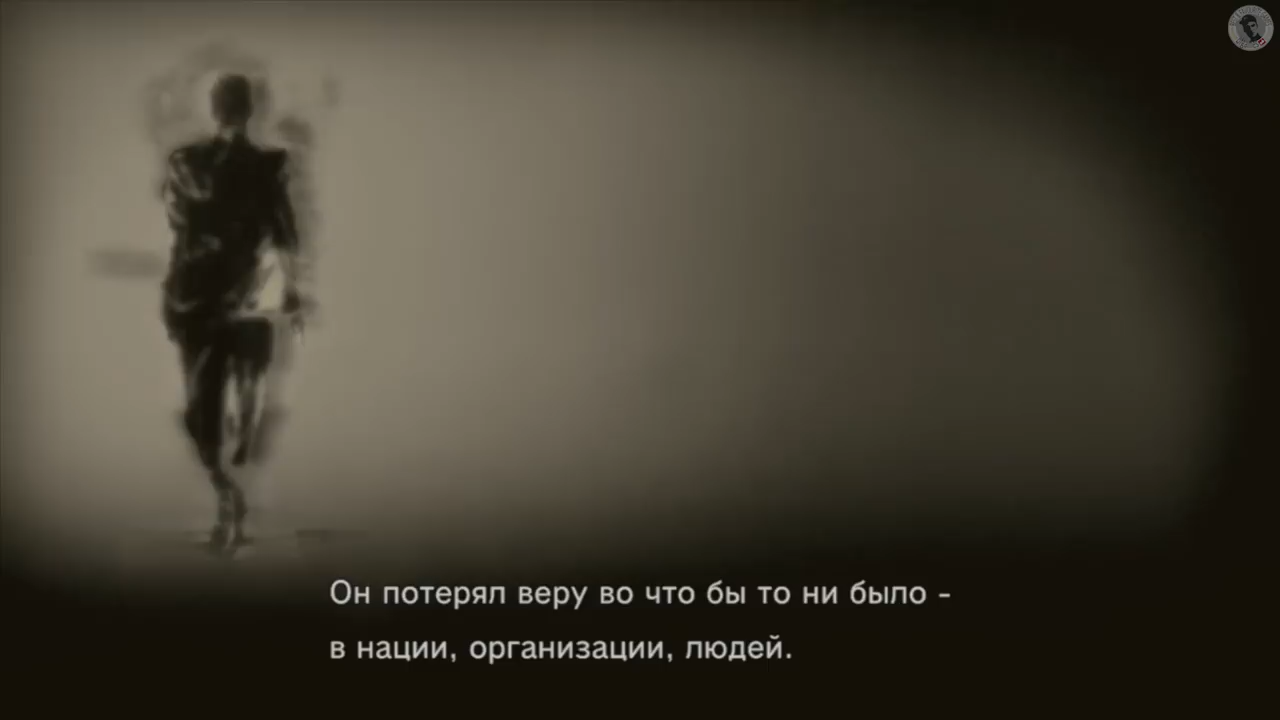 Он потерял веру во что бы то ни было -
в нации, организации, людей.